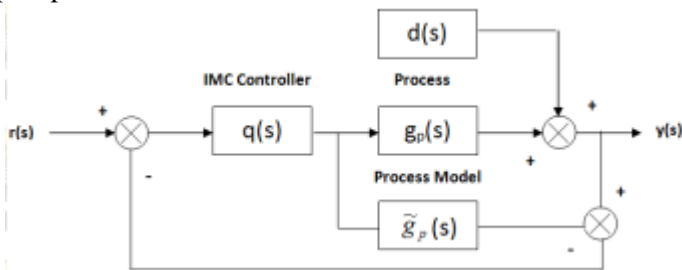 d(s)
IMC Controller Process
+ +
r(s) q(s) gₚ(s) y(s)
- +
Process Model +
g̃ₚ(s)
-